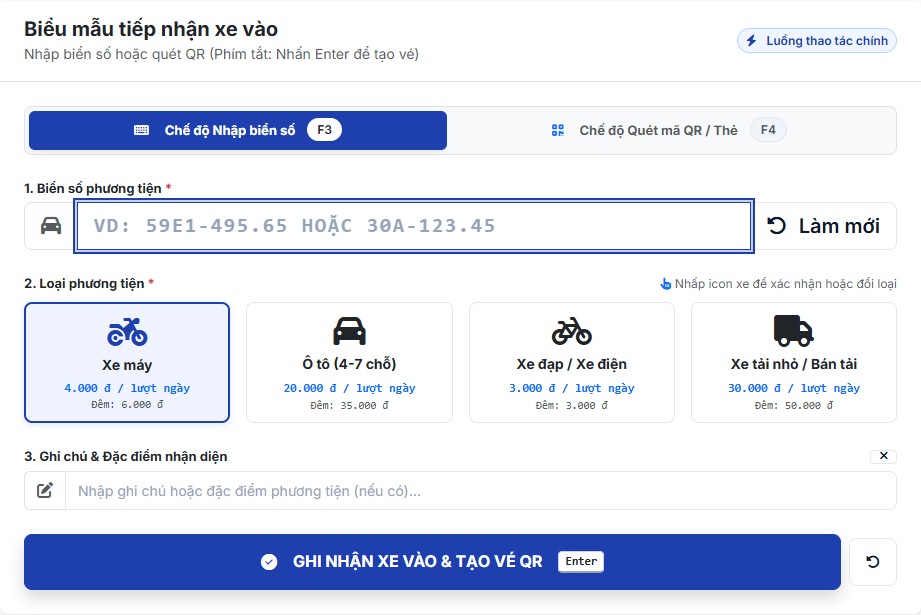 Biểu mẫu tiếp nhận xe vào
Nhập biển số hoặc quét QR (Phím tắt: Nhấn Enter để tạo vé)
Luồng thao tác chính
Chế độ Nhập biển số F3
Chế độ Quét mã QR / Thẻ F4
1. Biển số phương tiện *
VD: 59E1-495.65 HOẶC 30A-123.45
Làm mới
2. Loại phương tiện *
Nhấp icon xe để xác nhận hoặc đổi loại
Xe máy
4.000 đ / lượt ngày
Đêm: 6.000 đ
Ô tô (4-7 chỗ)
20.000 đ / lượt ngày
Đêm: 35.000 đ
Xe đạp / Xe điện
3.000 đ / lượt ngày
Đêm: 3.000 đ
Xe tải nhỏ / Bán tải
30.000 đ / lượt ngày
Đêm: 50.000 đ
3. Ghi chú & Đặc điểm nhận diện
Nhập ghi chú hoặc đặc điểm phương tiện (nếu có)...
GHI NHẬN XE VÀO & TẠO VÉ QR Enter